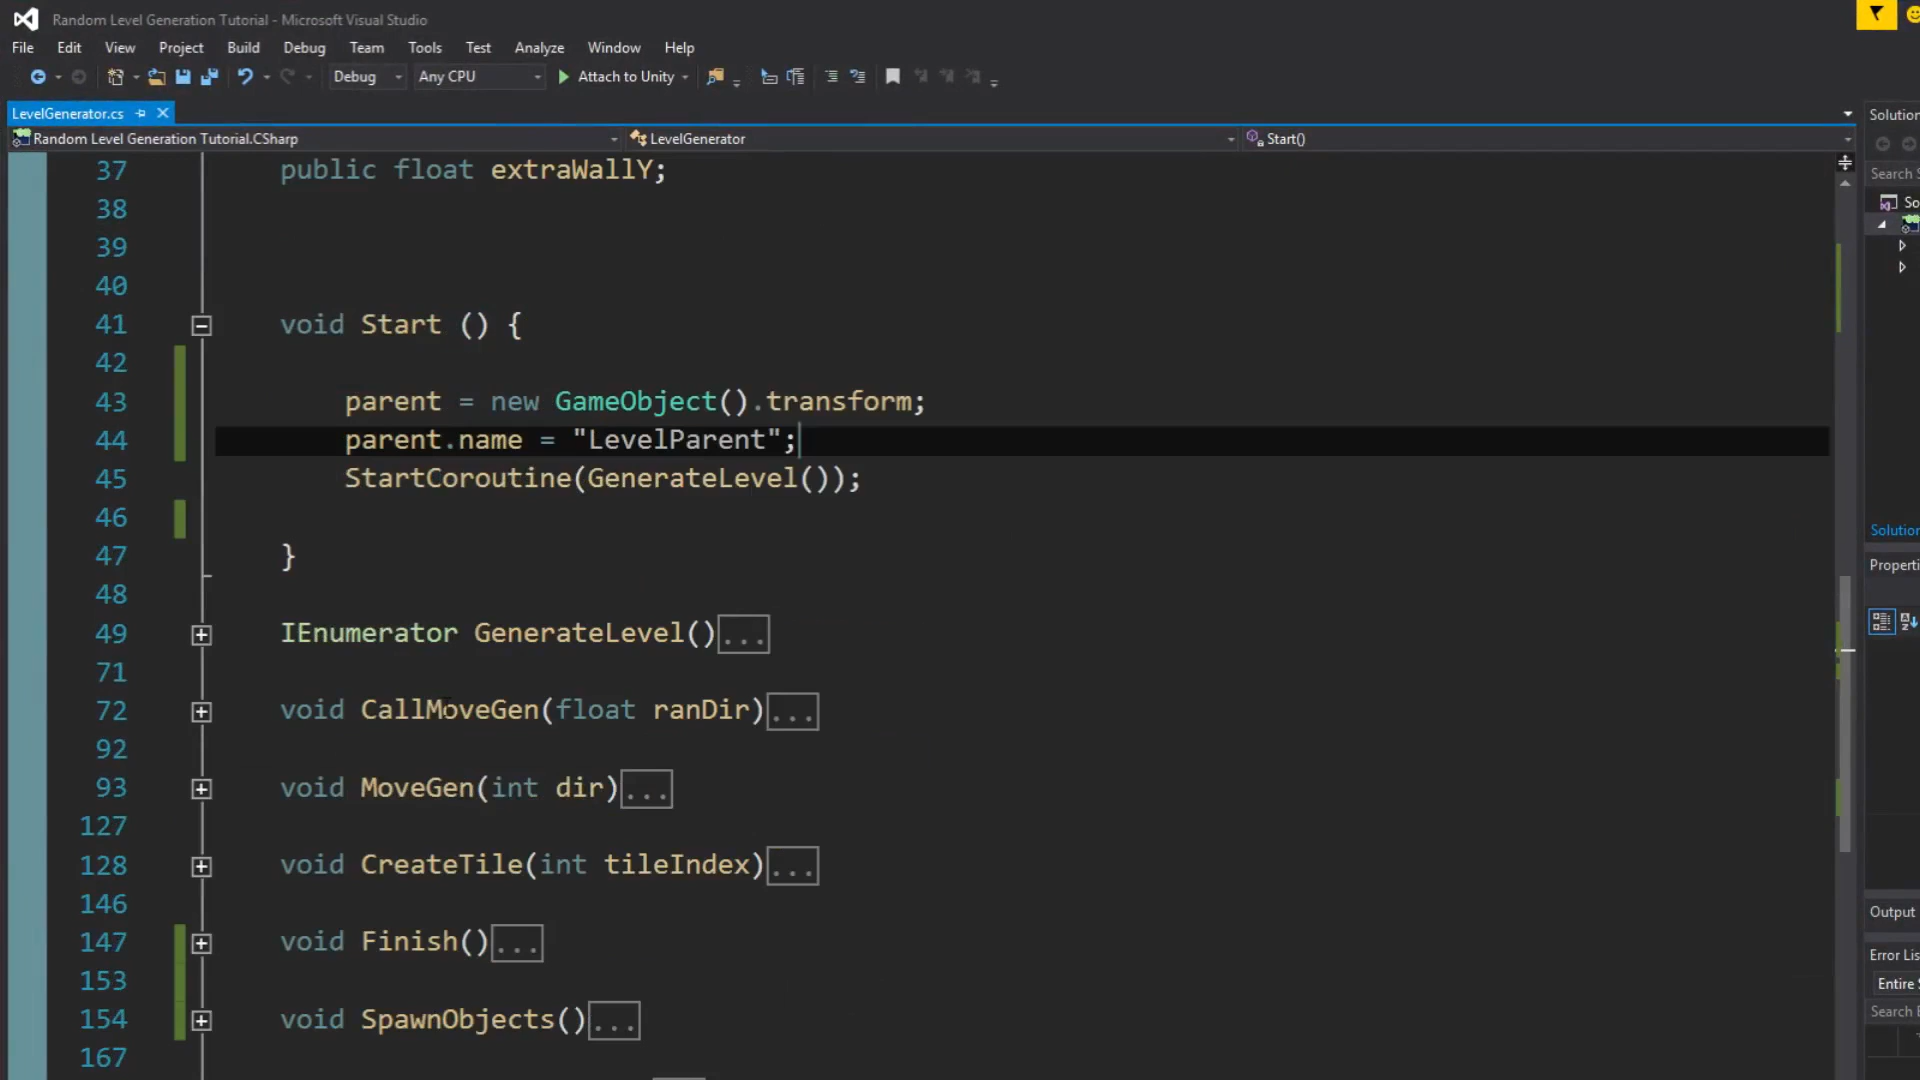 Random Level Generation Tutorial - Microsoft Visual Studio
File Edit View Project Build Debug Team Tools Test Analyze Window Help
Debug Any CPU Attach to Unity
LevelGenerator.cs
Random Level Generation Tutorial.CSharp LevelGenerator Start()
37 public float extraWallY;
38
39
40
41 void Start () {
42
43 parent = new GameObject().transform;
44 parent.name = "LevelParent";
45 StartCoroutine(GenerateLevel());
46
47 }
48
49 IEnumerator GenerateLevel()...
71
72 void CallMoveGen(float ranDir)...
92
93 void MoveGen(int dir)...
127
128 void CreateTile(int tileIndex)...
146
147 void Finish()...
153
154 void SpawnObjects()...
167
Solution
Search S
So
Solution
Properti
Output
Error Lis
Entire S
Search E